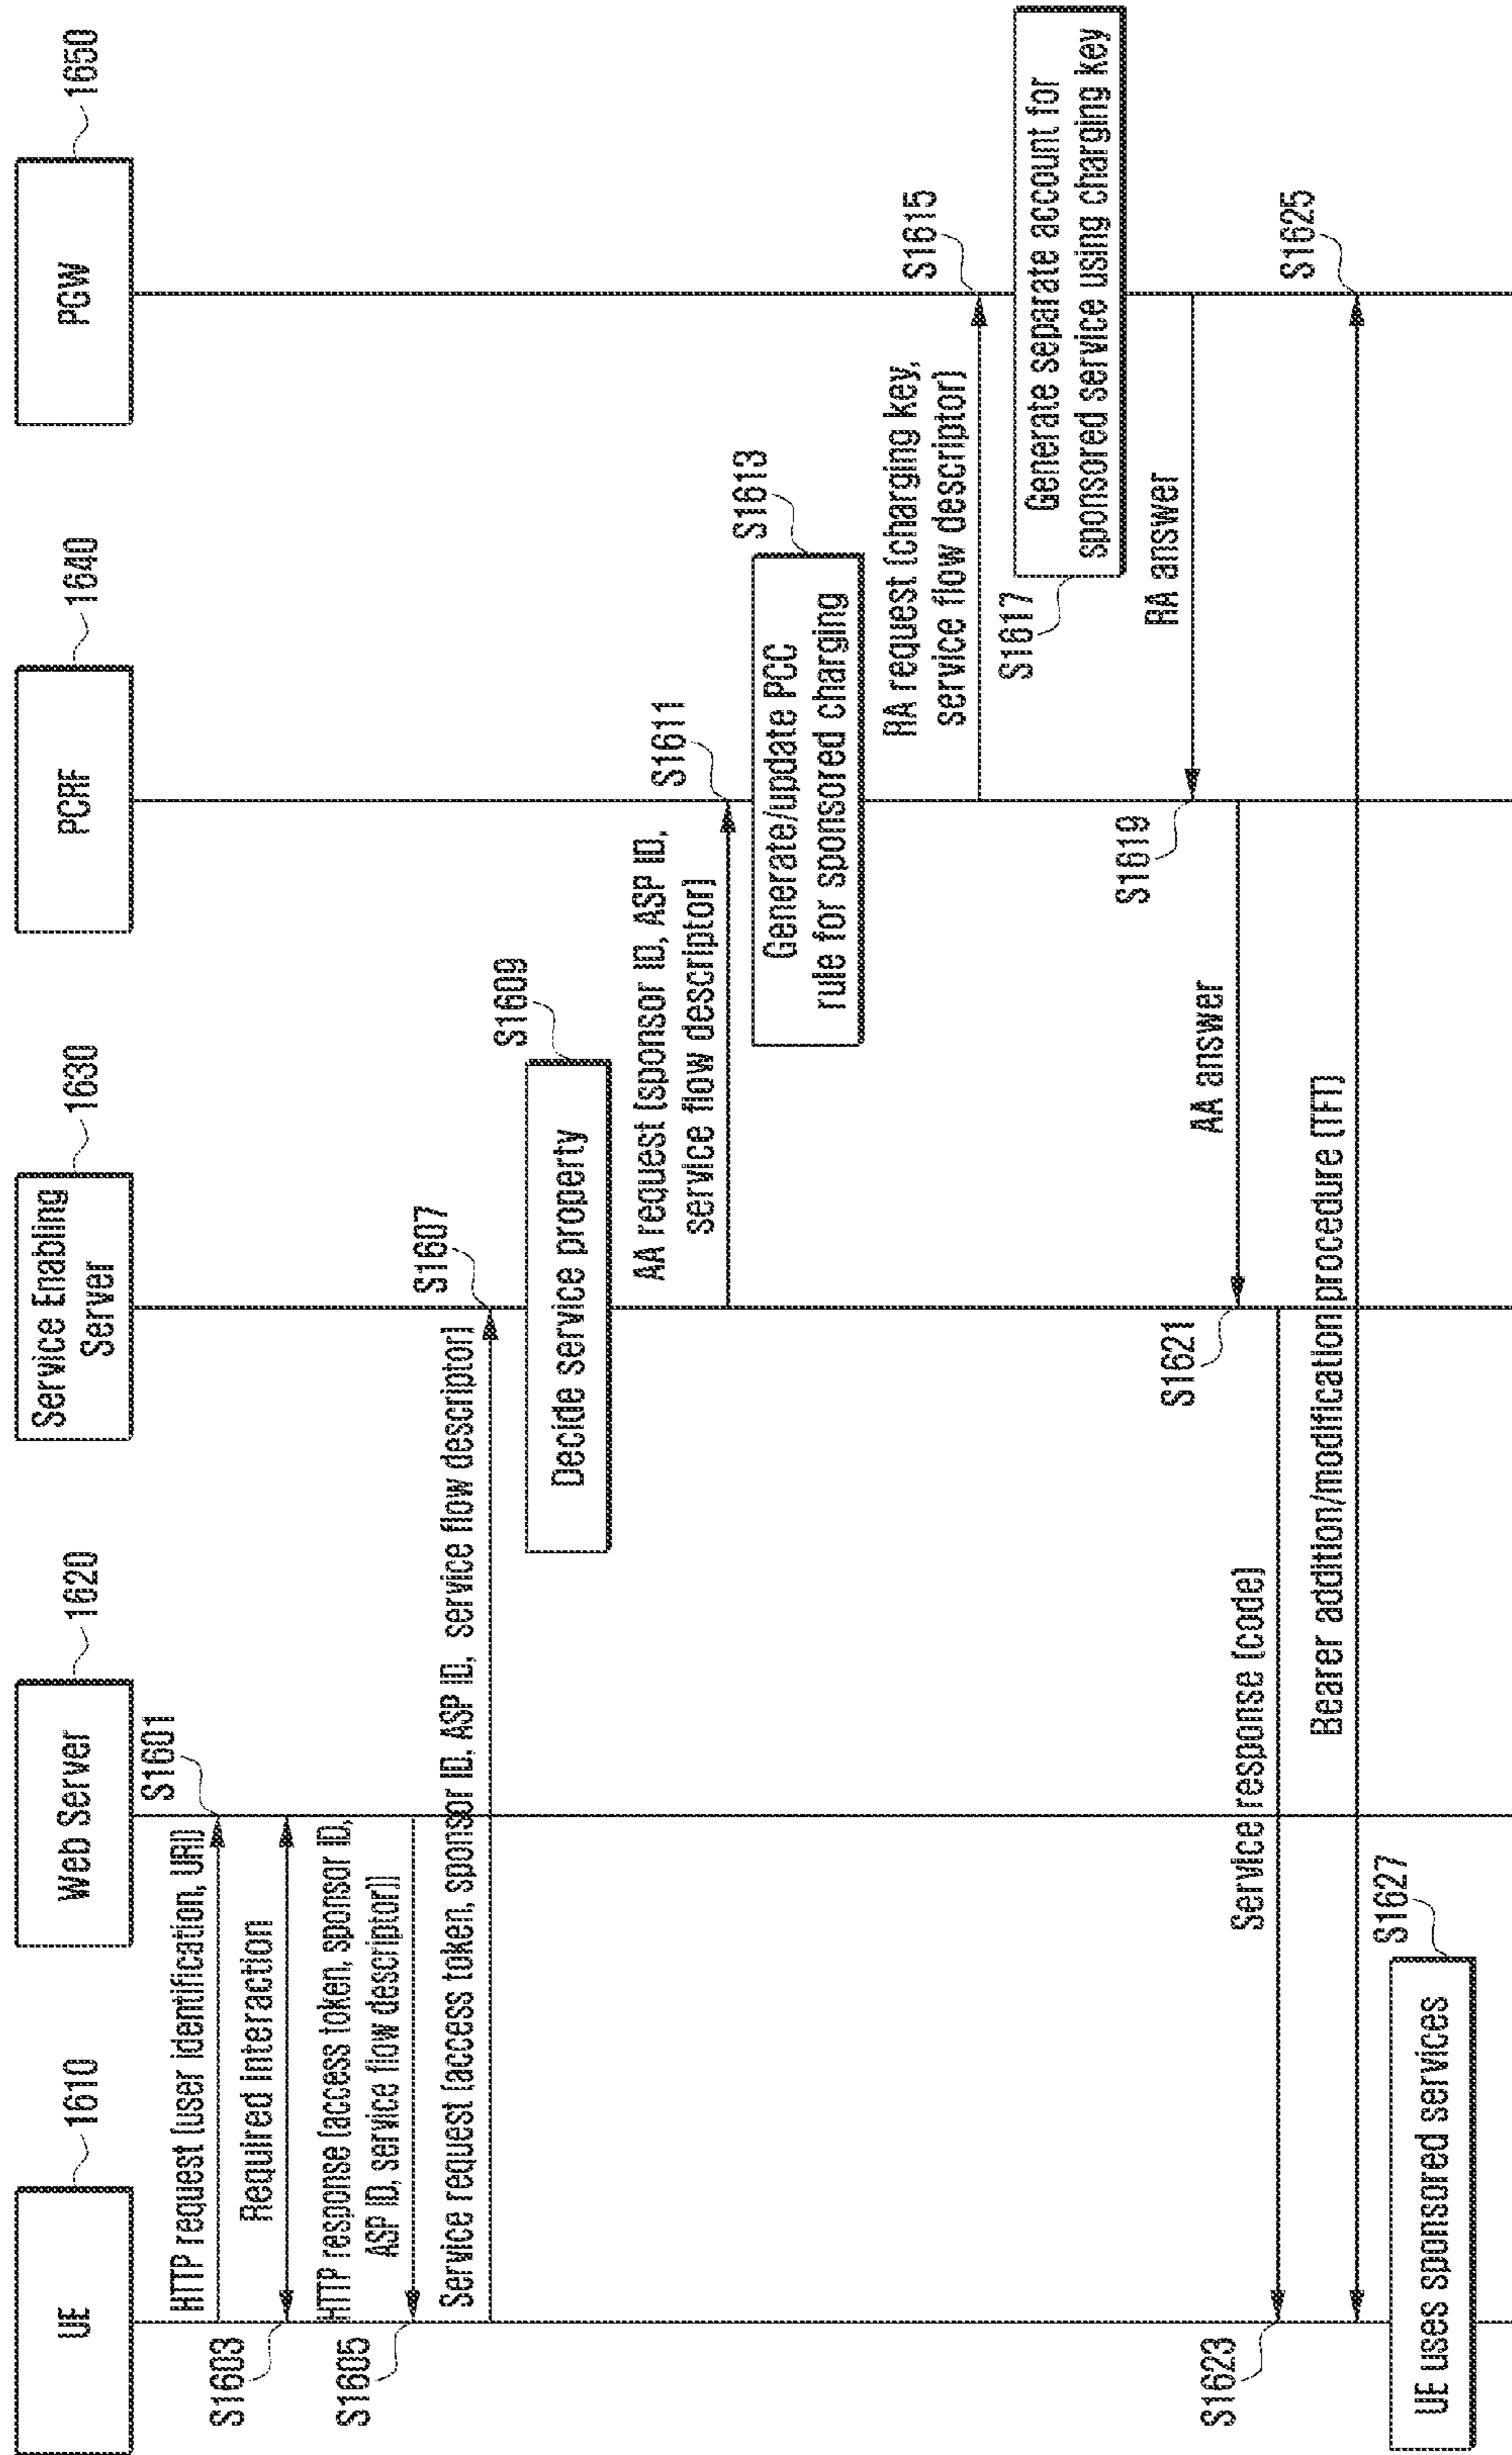 UE
1610
Web Server
1620
Service Enabling
Server
1630
PCRF
1640
PGW
1650
HTTP request (user identification, URI)
S1601
Required interaction
S1603
HTTP response (access token, sponsor ID,
ASP ID, service flow descriptor))
S1605
Service request (access token, sponsor ID, ASP ID, service flow descriptor)
S1607
Decide service property
S1609
AA request (sponsor ID, ASP ID,
service flow descriptor)
S1611
Generate/update PCC
rule for sponsored charging
S1613
RA request (charging key,
service flow descriptor)
S1615
Generate separate account for
sponsored service using charging key
S1617
RA answer
S1619
AA answer
S1621
Service response (code)
S1623
Bearer addition/modification procedure (TFT)
S1625
UE uses sponsored services
S1627